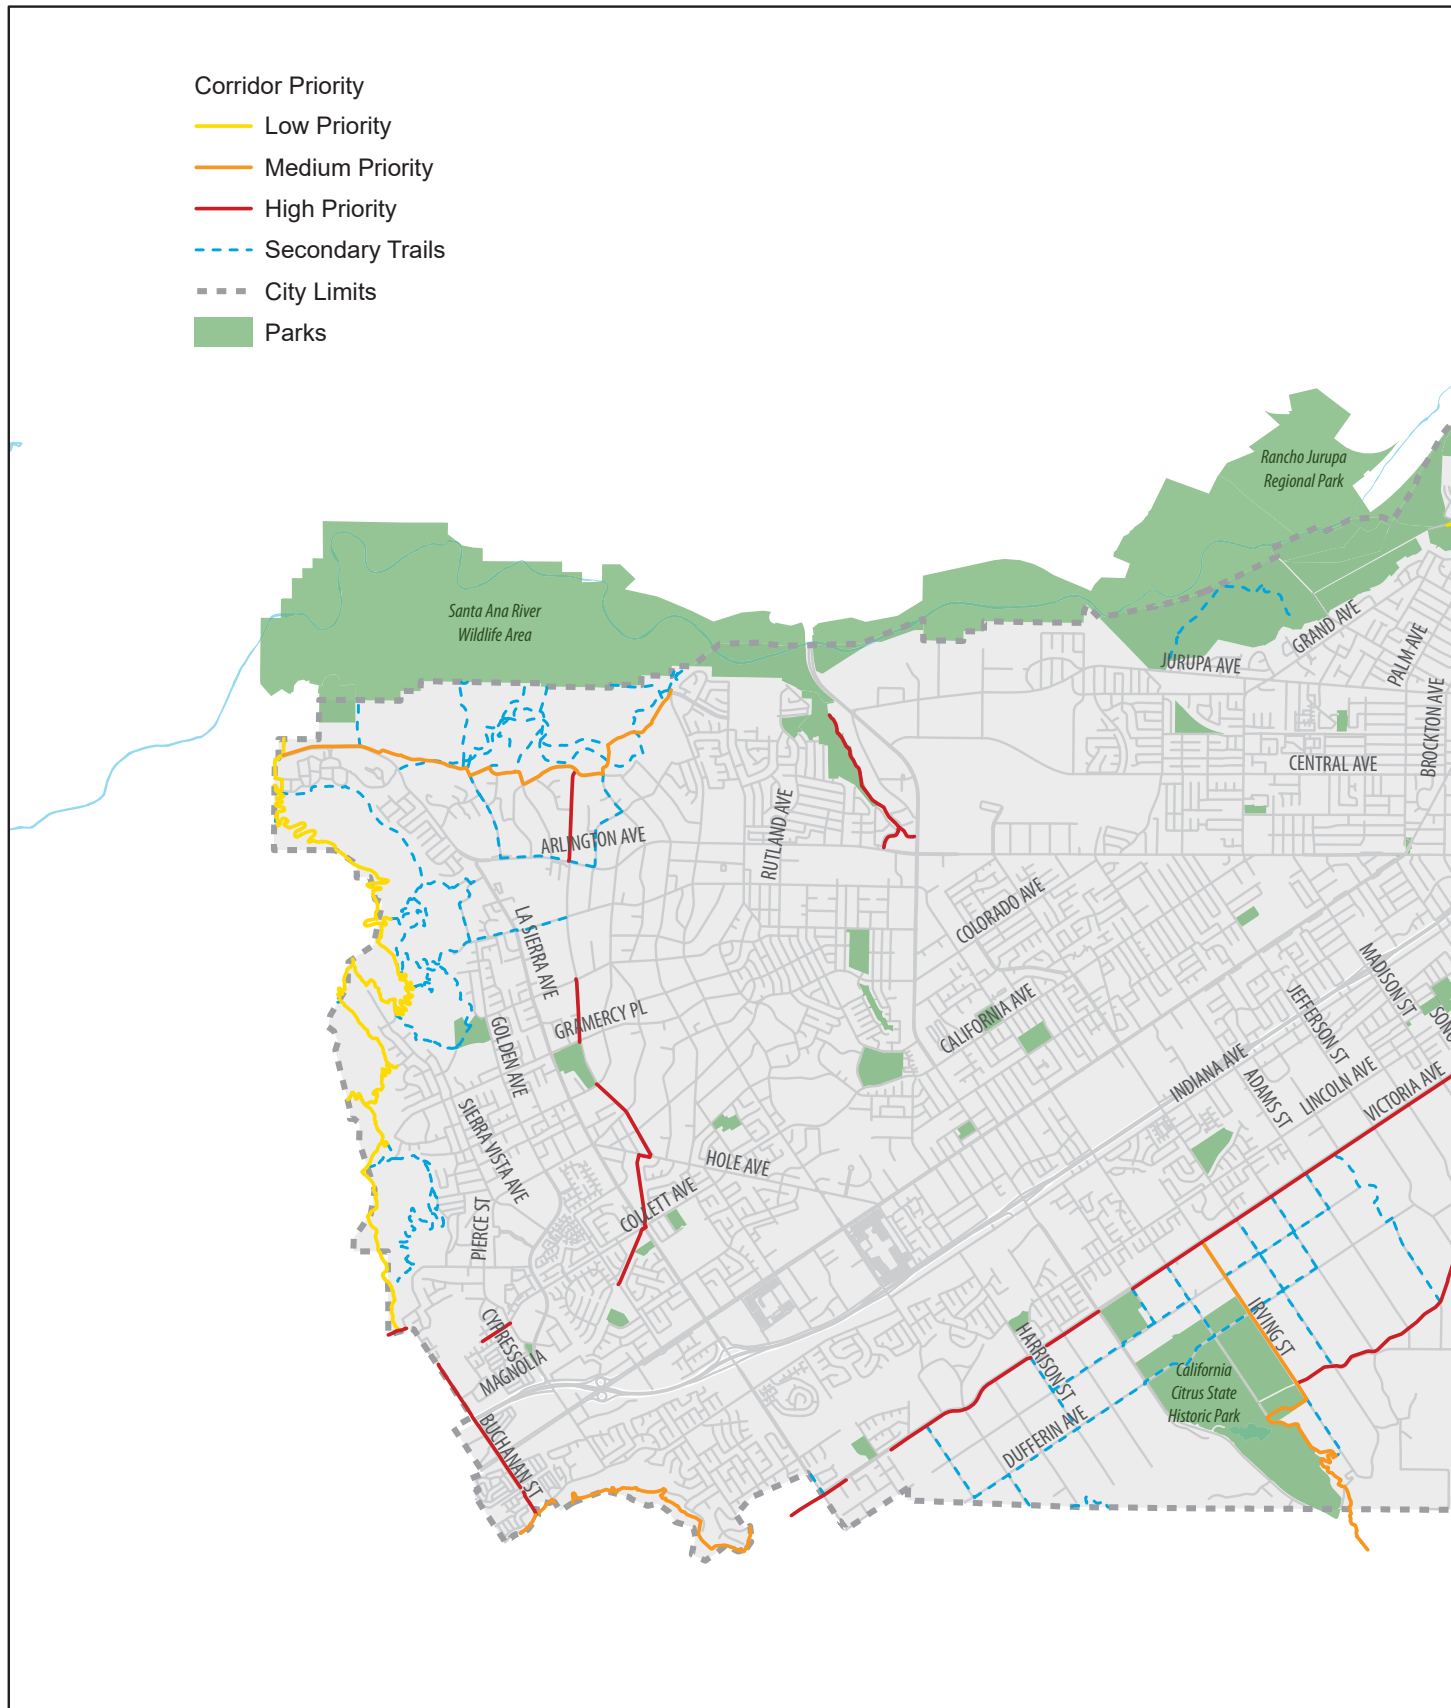 Corridor Priority
Low Priority
Medium Priority
High Priority
Secondary Trails
City Limits
Parks
Rancho Jurupa
Regional Park
Santa Ana River
Wildlife Area
GRAND AVE
PALM AVE
JURUPA AVE
BROCKTON AVE
CENTRAL AVE
RUTLAND AVE
ARLINGTON AVE
COLORADO AVE
LA SIERRA AVE
MADISON ST
JEFFERSON ST
GRAMERCY PL
GOLDEN AVE
CALIFORNIA AVE
INDIANA AVE
ADAMS ST
LINCOLN AVE
VICTORIA AVE
SIERRA VISTA AVE
HOLE AVE
COLLETT AVE
PIERCE ST
CYPRESS
MAGNOLIA
HARRISON ST
IRVING ST
California
Citrus State
Historic Park
BUCHANAN ST
DUFFERIN AVE